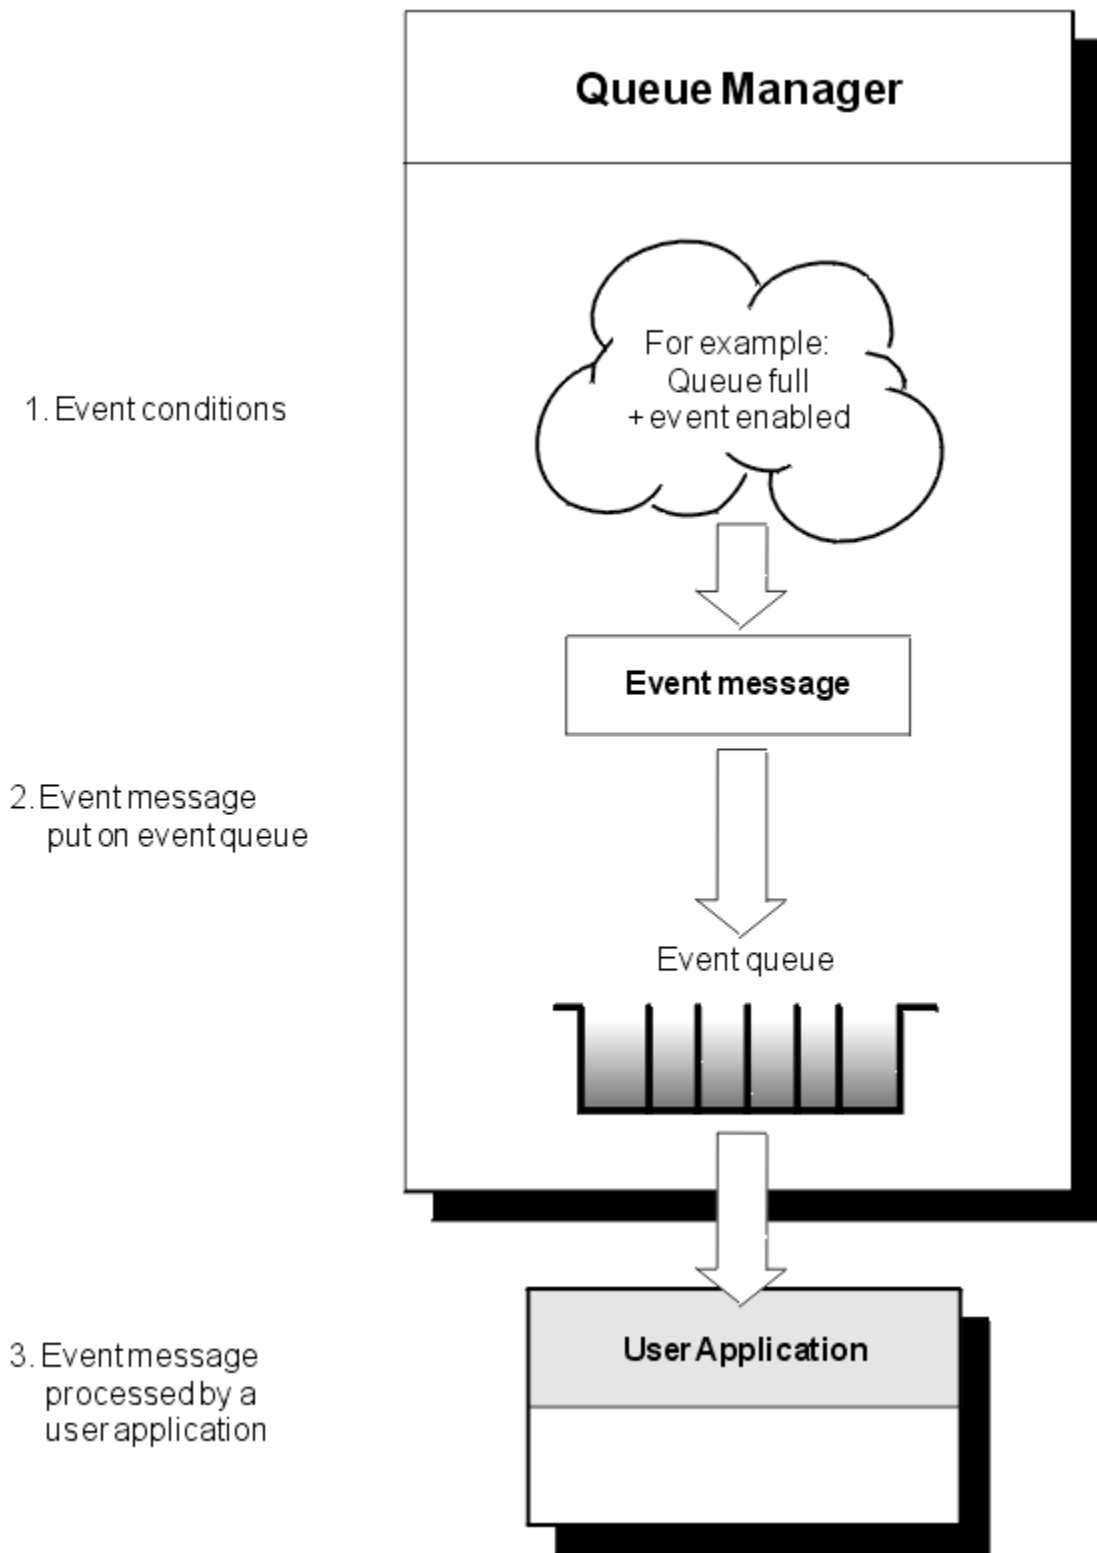 Queue Manager
For example:
Queue full
+ event enabled
1. Event conditions
Event message
2. Event message
put on event queue
Event queue
User Application
3. Event message
processed by a
user application